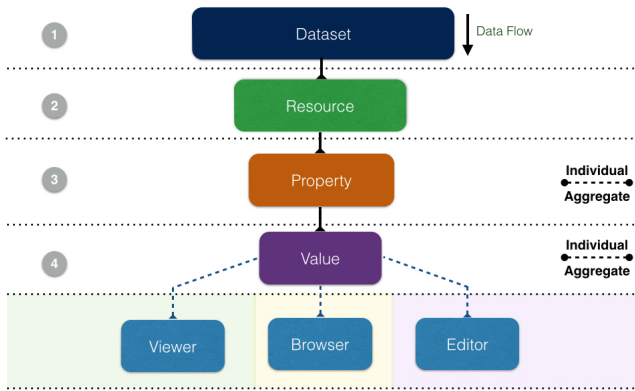 1
Dataset
Data Flow
2
Resource
3
Property
Individual
Aggregate
4
Value
Individual
Aggregate
Viewer
Browser
Editor